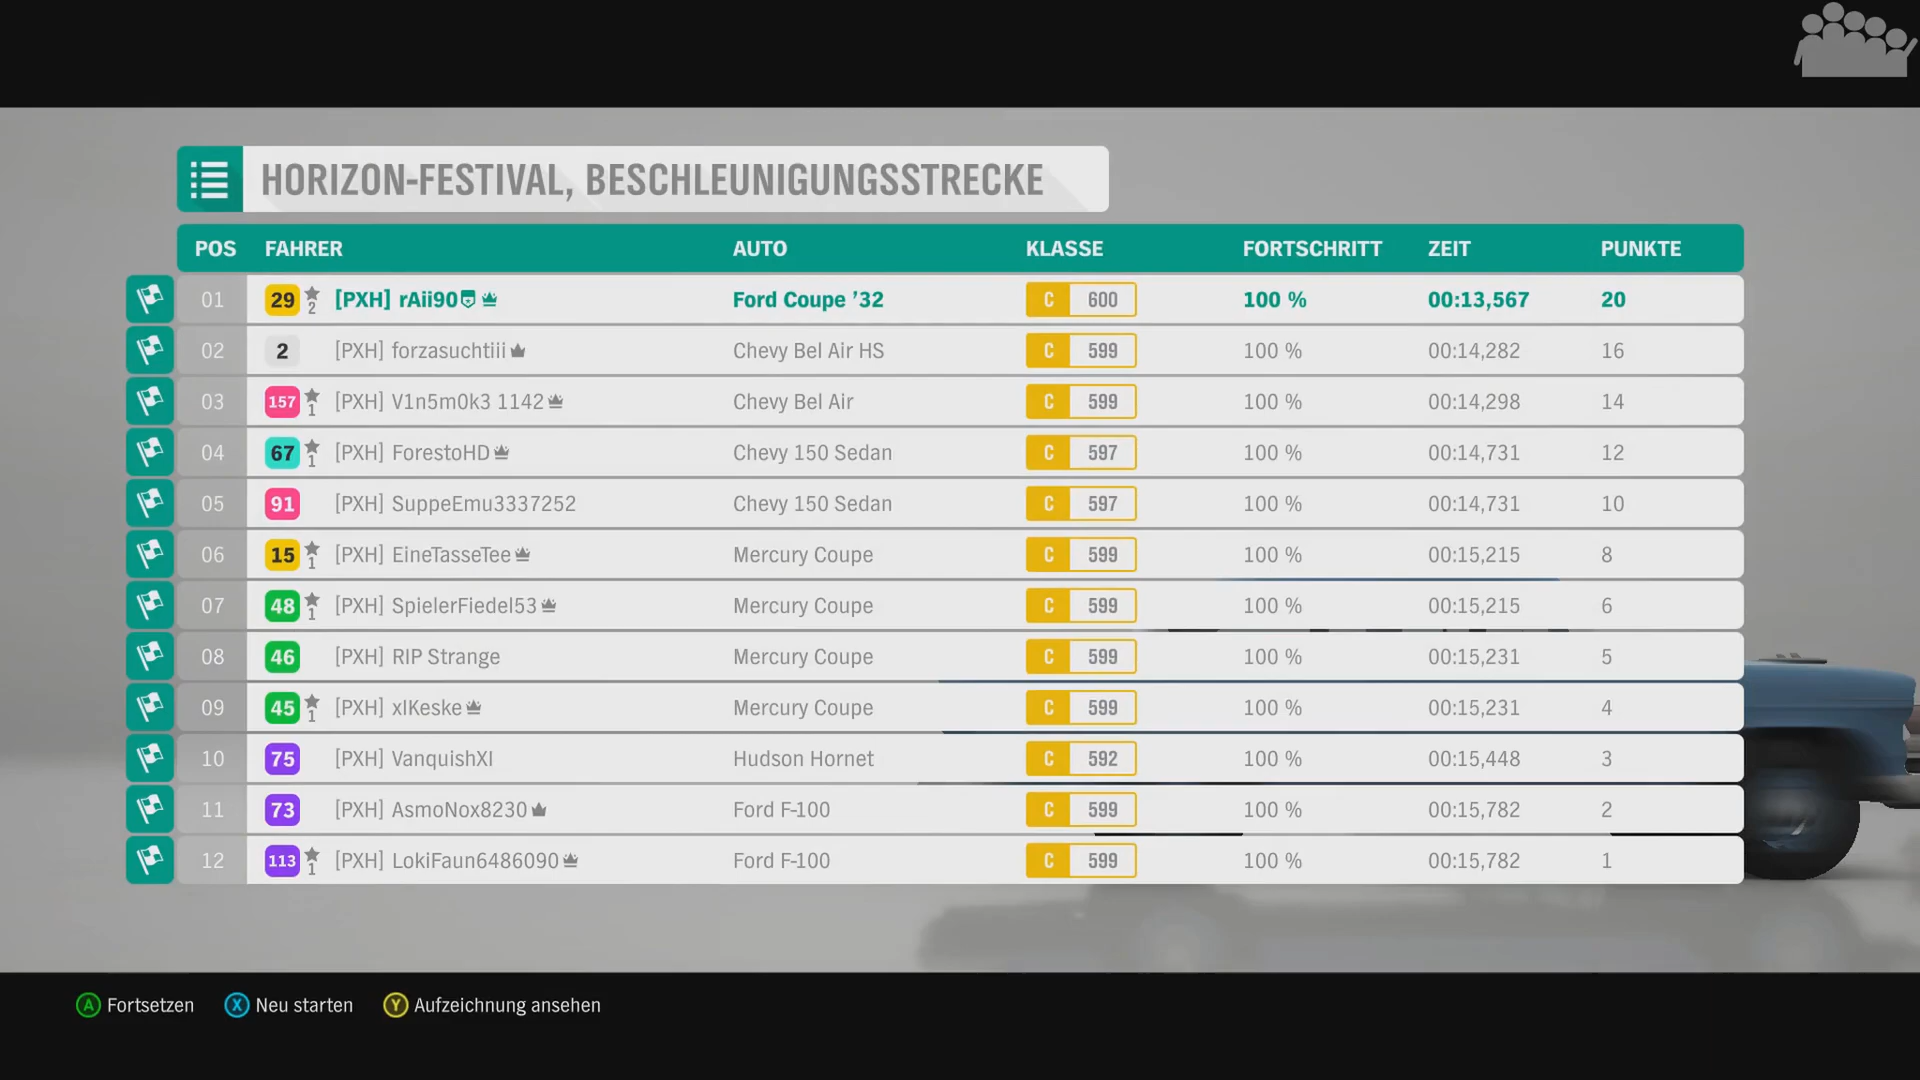 HORIZON-FESTIVAL, BESCHLEUNIGUNGSSTRECKE
POS FAHRER AUTO KLASSE FORTSCHRITT ZEIT PUNKTE
01 29 2 [PXH] rAii90 Ford Coupe '32 C 600 100 % 00:13,567 20
02 2 [PXH] forzasuchtiii Chevy Bel Air HS C 599 100 % 00:14,282 16
03 157 1 [PXH] V1n5m0k3 1142 Chevy Bel Air C 599 100 % 00:14,298 14
04 67 1 [PXH] ForestoHD Chevy 150 Sedan C 597 100 % 00:14,731 12
05 91 [PXH] SuppeEmu3337252 Chevy 150 Sedan C 597 100 % 00:14,731 10
06 15 1 [PXH] EineTasseTee Mercury Coupe C 599 100 % 00:15,215 8
07 48 1 [PXH] SpielerFiedel53 Mercury Coupe C 599 100 % 00:15,215 6
08 46 [PXH] RIP Strange Mercury Coupe C 599 100 % 00:15,231 5
09 45 1 [PXH] xIKeske Mercury Coupe C 599 100 % 00:15,231 4
10 75 [PXH] VanquishXI Hudson Hornet C 592 100 % 00:15,448 3
11 73 [PXH] AsmoNox8230 Ford F-100 C 599 100 % 00:15,782 2
12 113 1 [PXH] LokiFaun6486090 Ford F-100 C 599 100 % 00:15,782 1
A Fortsetzen X Neu starten Y Aufzeichnung ansehen